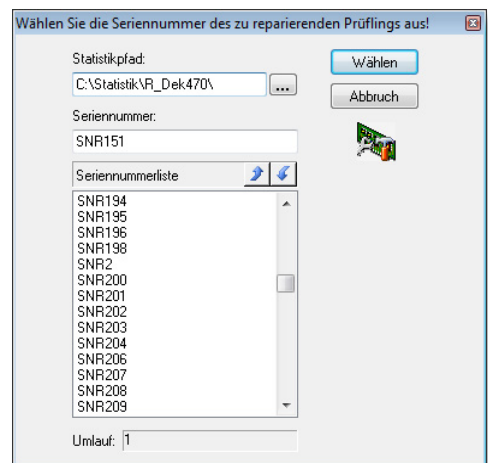 Wählen Sie die Seriennummer des zu reparierenden Prüflings aus!
Statistikpfad:
C:\Statistik\R_Dek470\
...
Wählen
Abbruch
Seriennummer:
SNR151
Seriennummerliste
SNR194
SNR195
SNR196
SNR198
SNR2
SNR200
SNR201
SNR202
SNR203
SNR204
SNR206
SNR207
SNR208
SNR209
Umlauf: 1